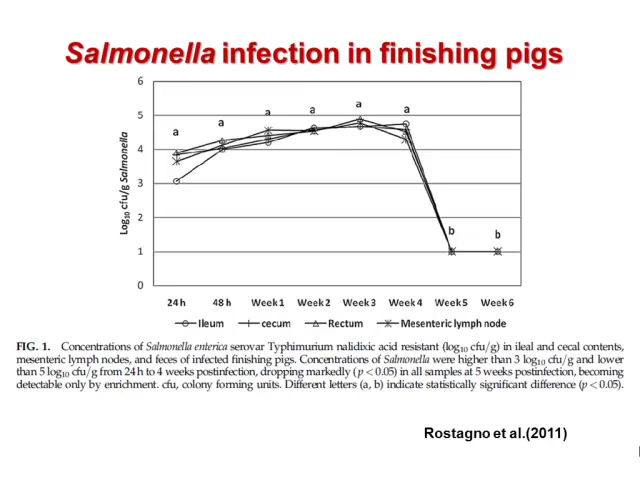 Salmonella infection in finishing pigs
6
5
4
3
2
1
0
Log10 cfu/g Salmonella
a a a a a a b b
24 h 48 h Week 1 Week 2 Week 3 Week 4 Week 5 Week 6
Ileum cecum Rectum Mesenteric lymph node
FIG. 1. Concentrations of Salmonella enterica serovar Typhimurium nalidixic acid resistant (log10 cfu/g) in ileal and cecal contents,
mesenteric lymph nodes, and feces of infected finishing pigs. Concentrations of Salmonella were higher than 3 log10 cfu/g and lower
than 5 log10 cfu/g from 24 h to 4 weeks postinfection, dropping markedly (p < 0.05) in all samples at 5 weeks postinfection, becoming
detectable only by enrichment. cfu, colony forming units. Different letters (a, b) indicate statistically significant difference (p < 0.05).
Rostagno et al.(2011)